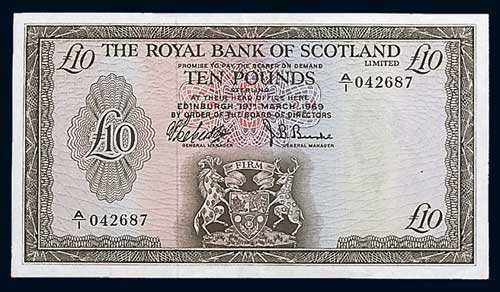 £10
THE ROYAL BANK OF SCOTLAND
LIMITED
£10
PROMISE TO PAY THE BEARER ON DEMAND
TEN POUNDS
A/1 042687
STERLING
AT THEIR HEAD OFFICE HERE
EDINBURGH 19TH MARCH, 1969
BY ORDER OF THE BOARD OF DIRECTORS
£10
GENERAL MANAGER
GENERAL MANAGER
FIRM
A/1 042687
£10